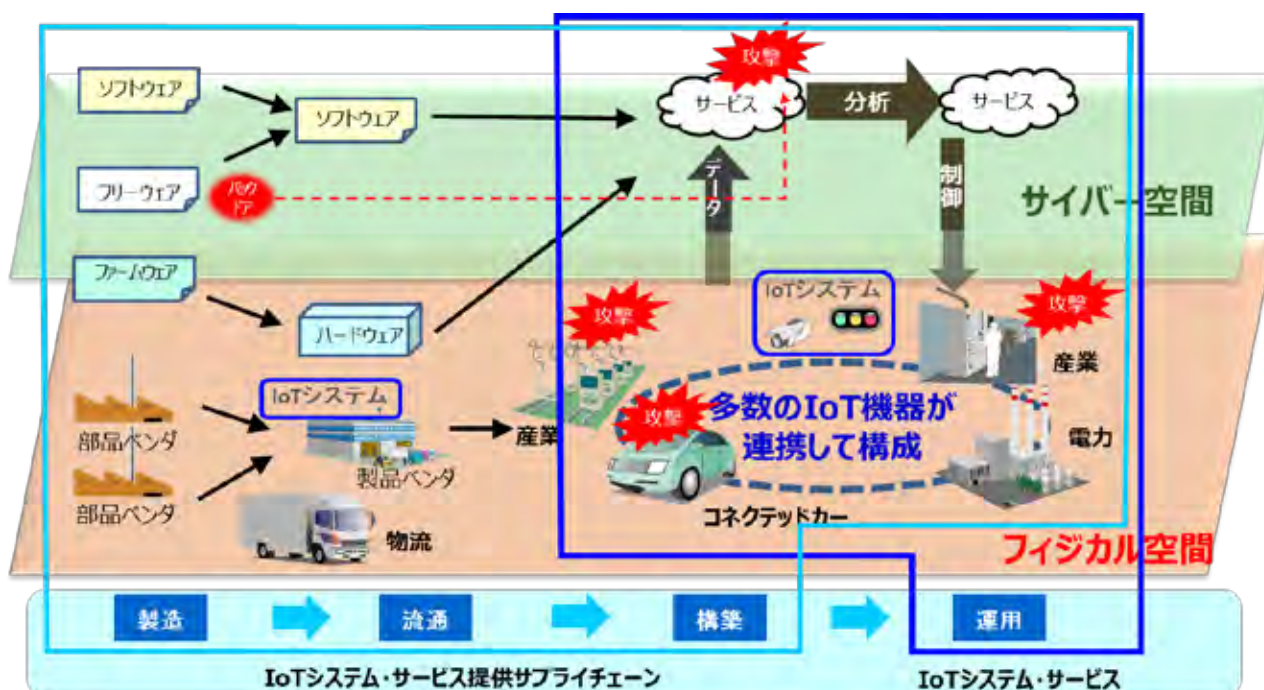 攻撃
ソフトウェア
ソフトウェア
サービス
分析
サービス
フリーウェア
バック
ドア
データ
制御
サイバー空間
ファームウェア
IoTシステム
攻撃
攻撃
ハードウェア
産業
IoTシステム
攻撃
多数のIoT機器が
連携して構成
部品ベンダ
産業
電力
製品ベンダ
部品ベンダ
コネクテッドカー
物流
フィジカル空間
製造
流通
構築
運用
IoTシステム・サービス提供サプライチェーン
IoTシステム・サービス